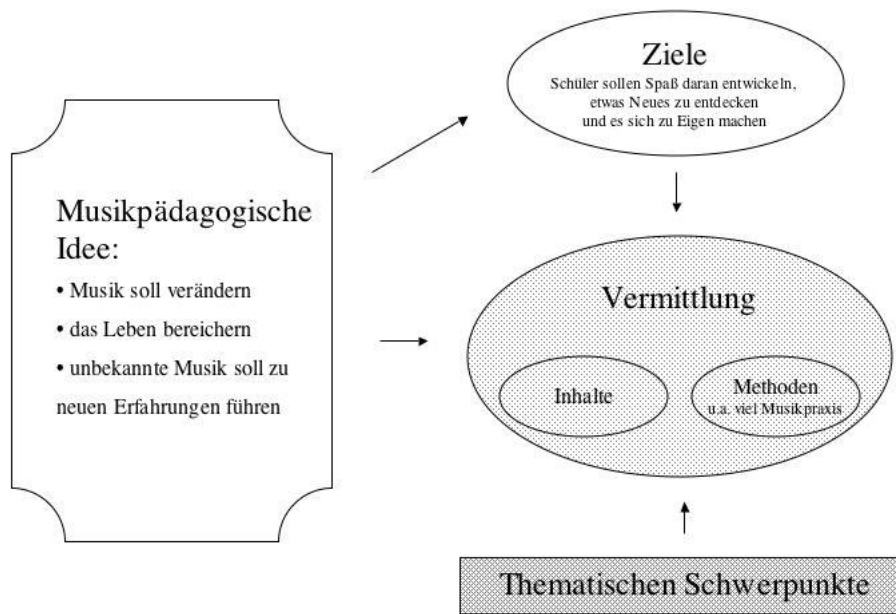 Musikpädagogische
Idee:
• Musik soll verändern
• das Leben bereichern
• unbekannte Musik soll zu
neuen Erfahrungen führen
Ziele
Schüler sollen Spaß daran entwickeln,
etwas Neues zu entdecken
und es sich zu Eigen machen
Vermittlung
Inhalte
Methoden
u.a. viel Musikpraxis
Thematischen Schwerpunkte